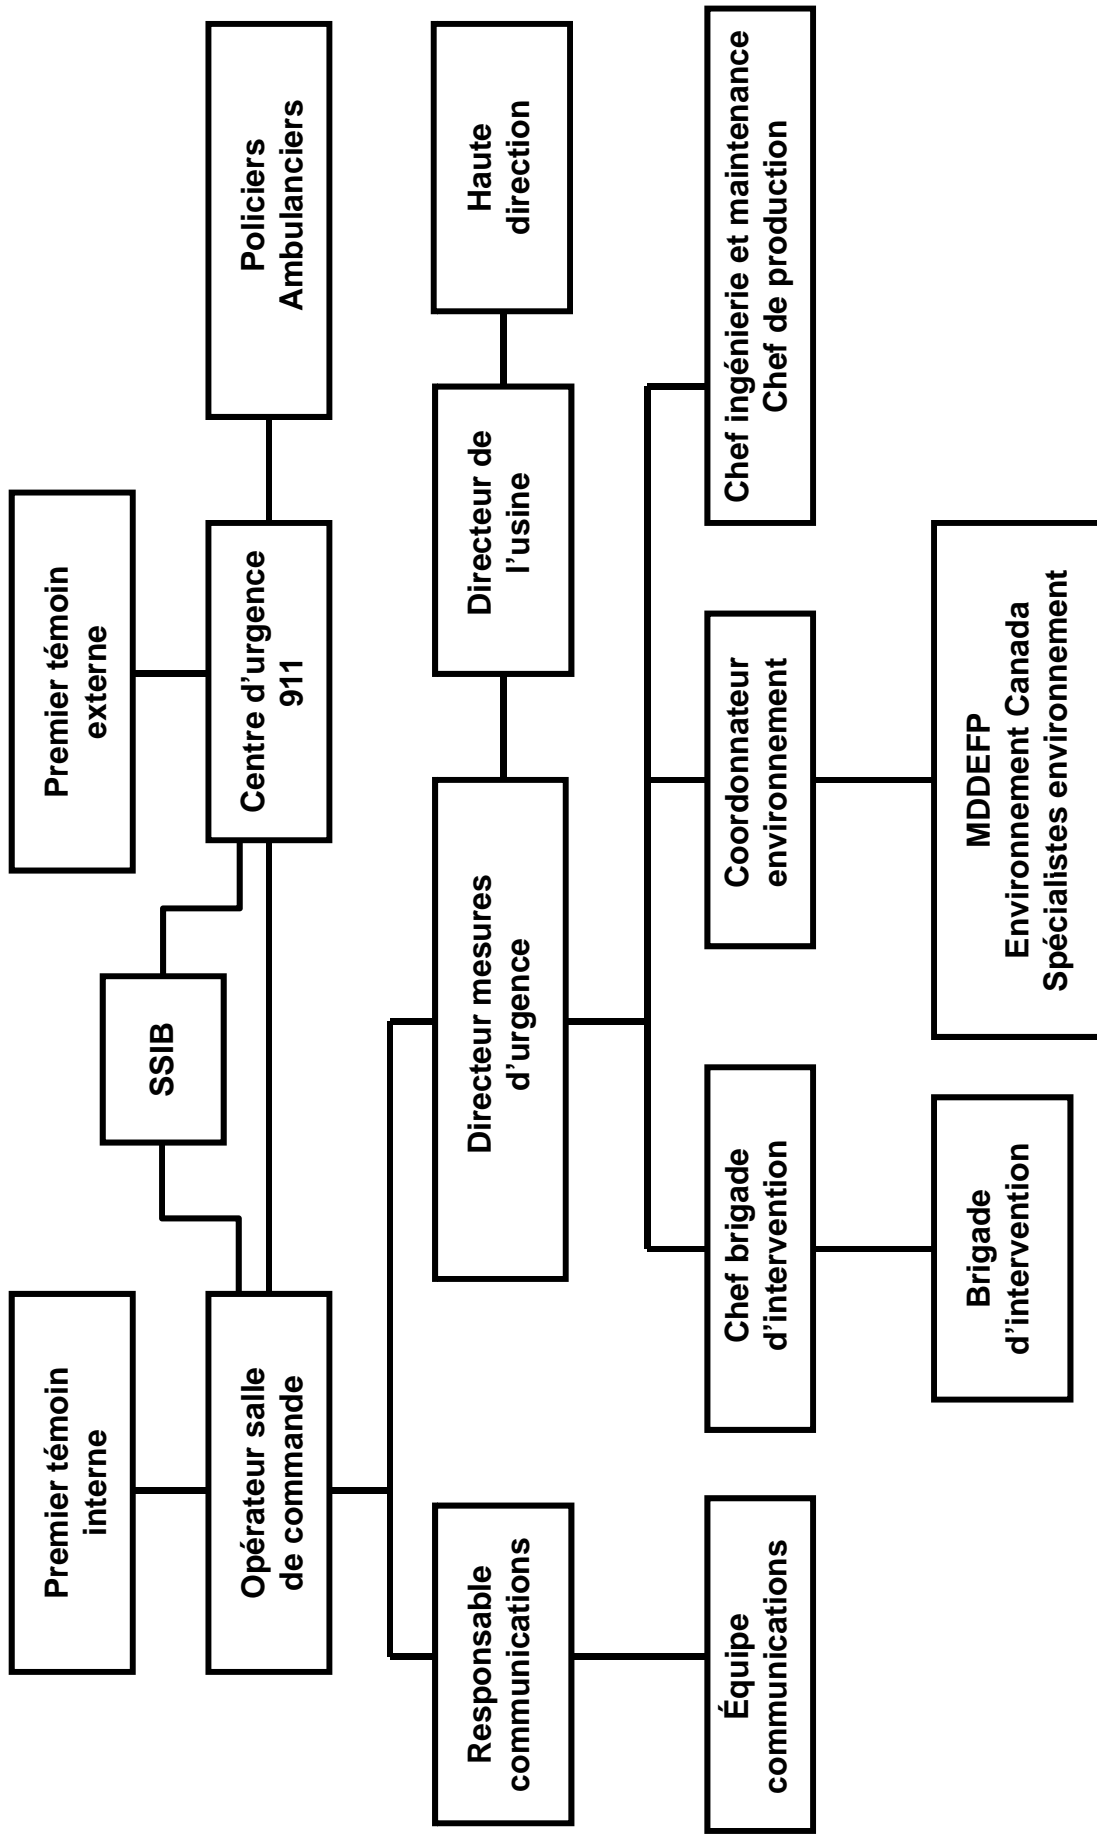 Premier témoin
interne
Premier témoin
externe
SSIB
Opérateur salle
de commande
Centre d’urgence
911
Policiers
Ambulanciers
Responsable
communications
Directeur mesures
d’urgence
Directeur de
l’usine
Haute
direction
Équipe
communications
Chef brigade
d’intervention
Coordonnateur
environnement
Chef ingénierie et maintenance
Chef de production
Brigade
d’intervention
MDDEFP
Environnement Canada
Spécialistes environnement